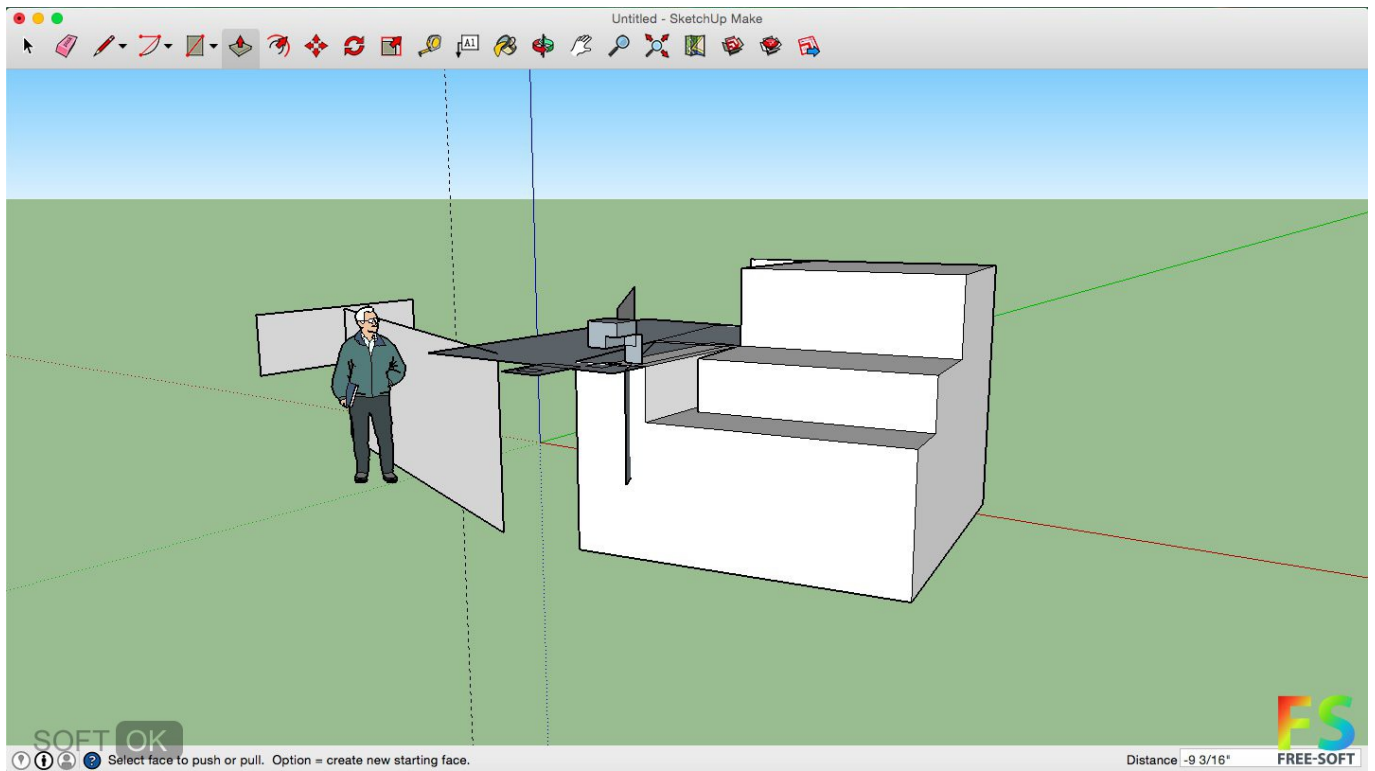 Untitled - SketchUp Make
A1
FS
FREE-SOFT
SOFT OK
Select face to push or pull. Option = create new starting face.
Distance -9 3/16"